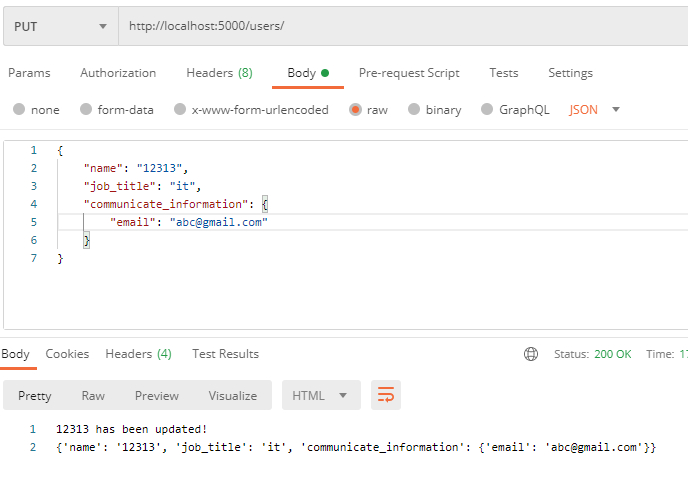 PUT http://localhost:5000/users/
Params Authorization Headers (8) Body Pre-request Script Tests Settings
none form-data x-www-form-urlencoded raw binary GraphQL JSON
1 {
2 "name": "12313",
3 "job_title": "it",
4 "communicate_information": {
5 "email": "abc@gmail.com"
6 }
7 }
Body Cookies Headers (4) Test Results Status: 200 OK Time:
Pretty Raw Preview Visualize HTML
1 12313 has been updated!
2 {'name': '12313', 'job_title': 'it', 'communicate_information': {'email': 'abc@gmail.com'}}